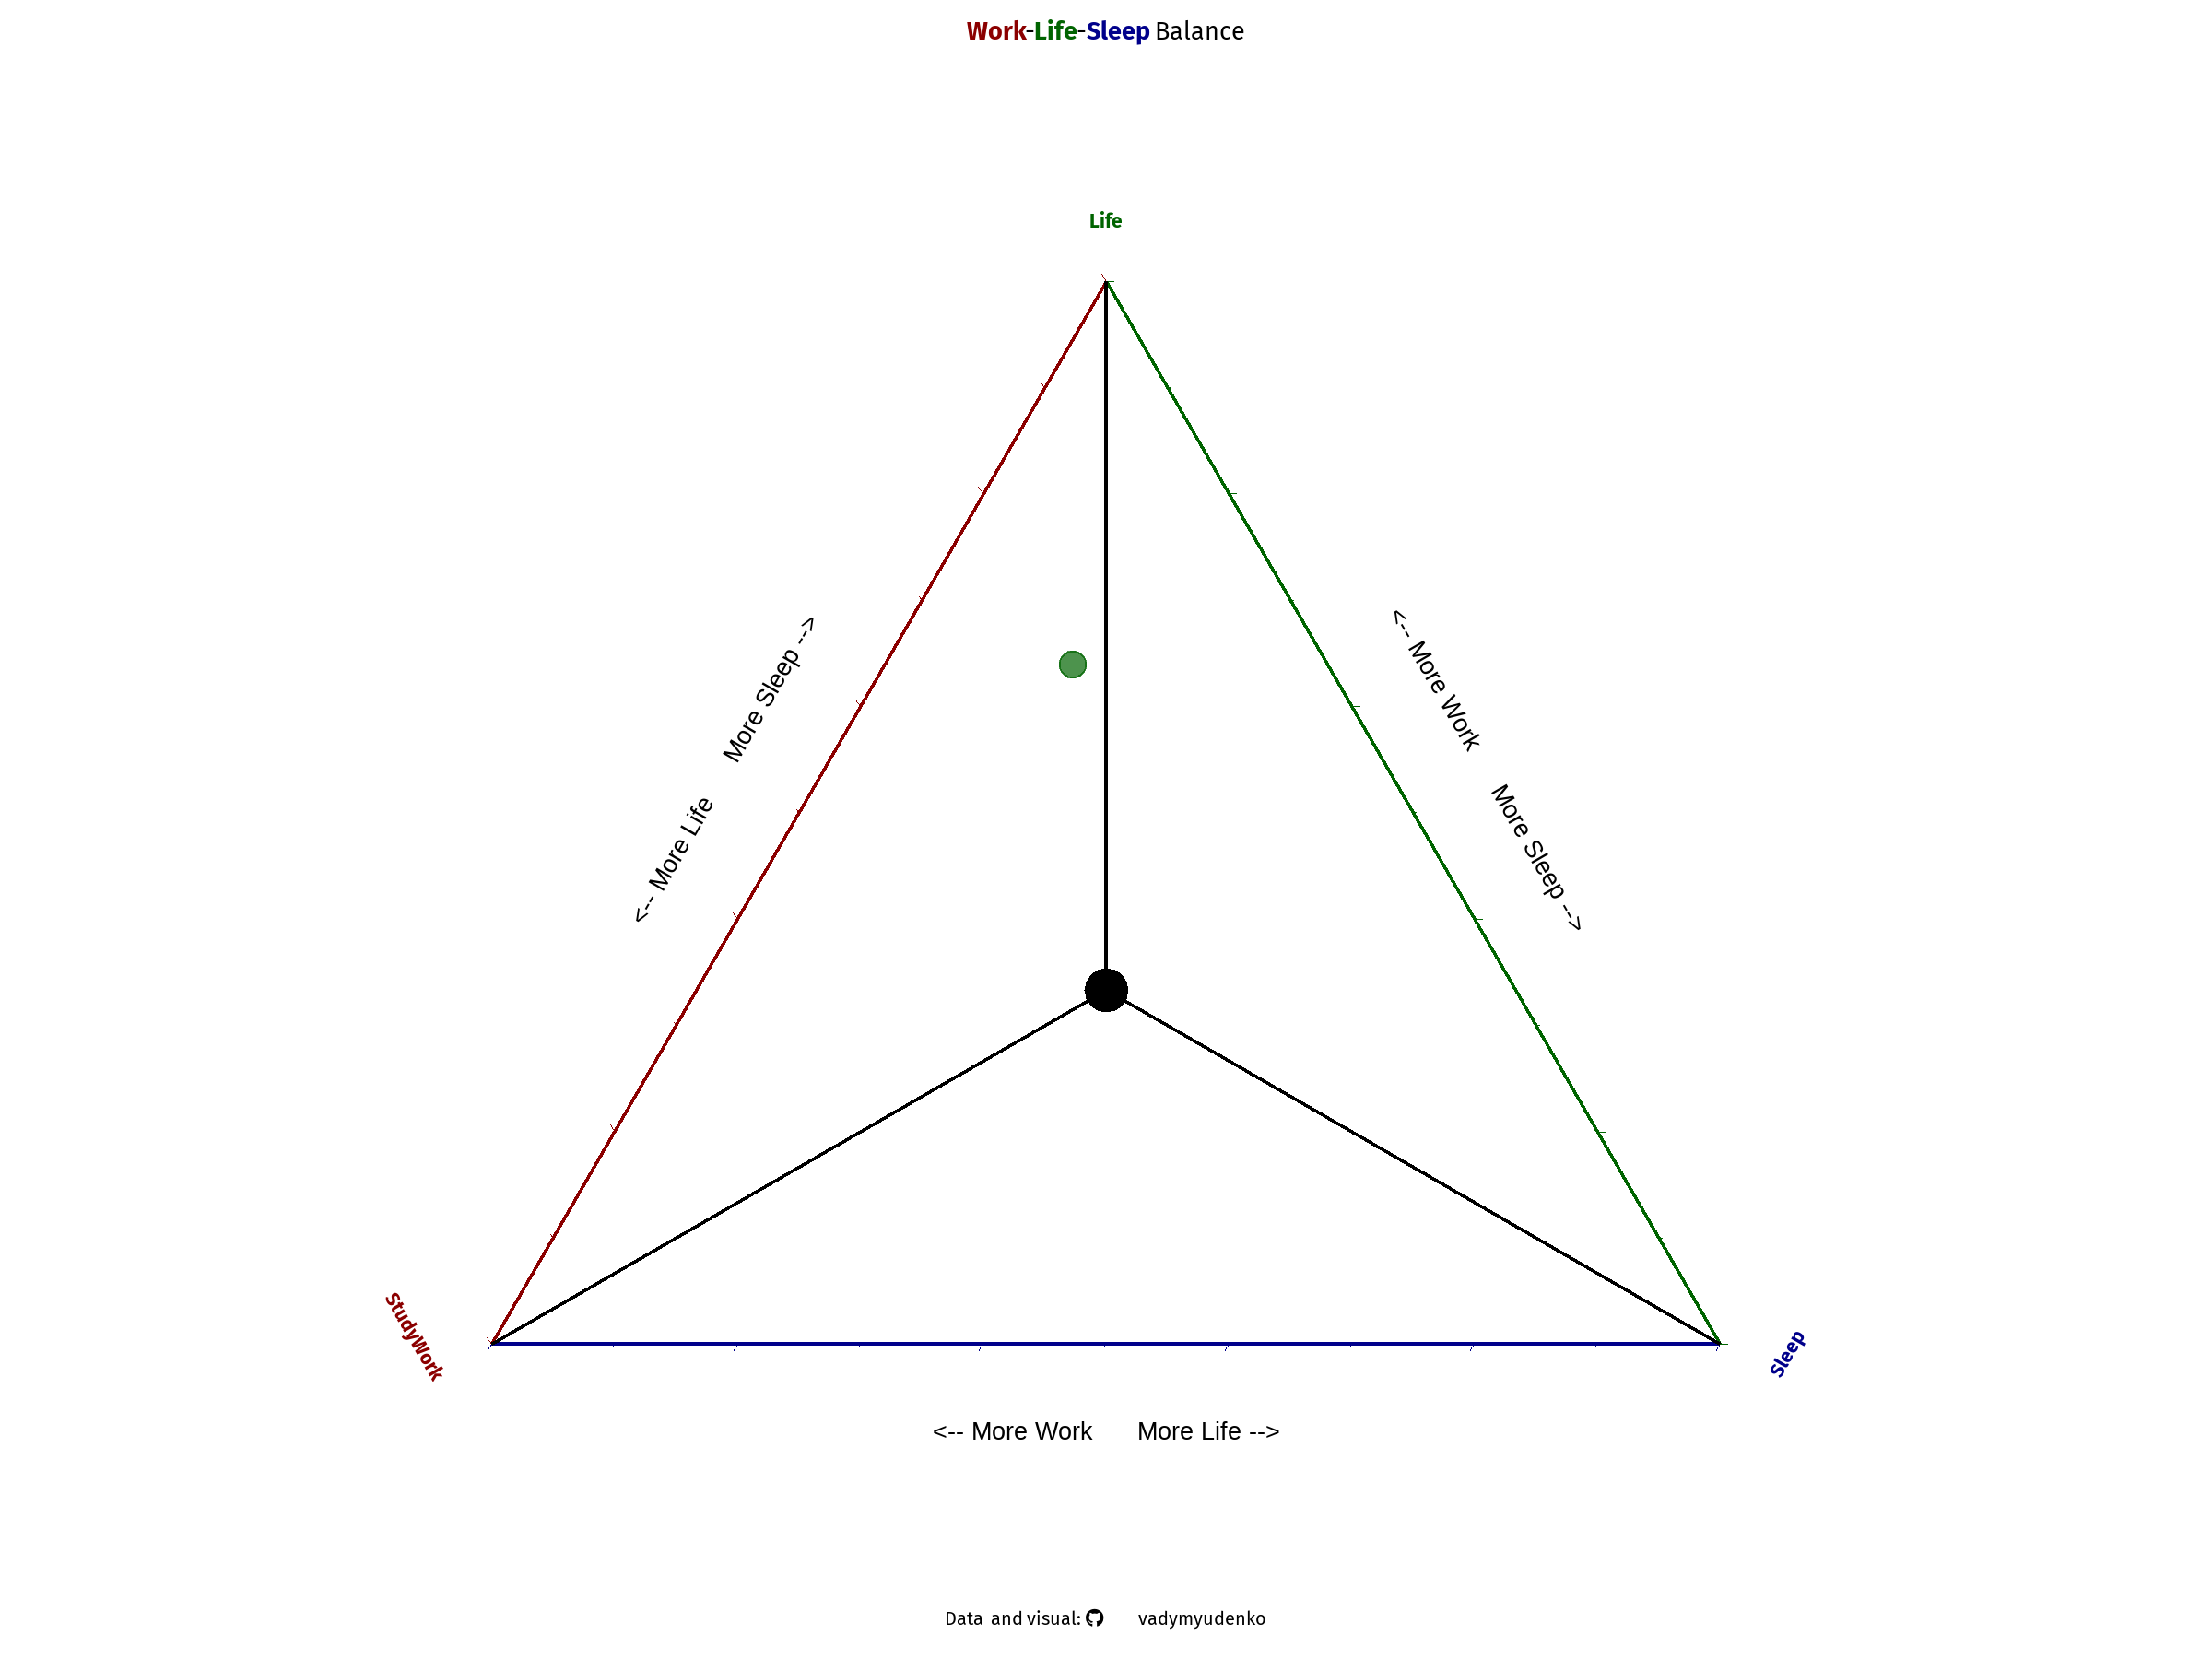 Work-Life-Sleep Balance
Life
<-- More Life More Sleep -->
<-- More Work More Sleep -->
StudyWork
Sleep
<-- More Work More Life -->
Data and visual: vadymyudenko